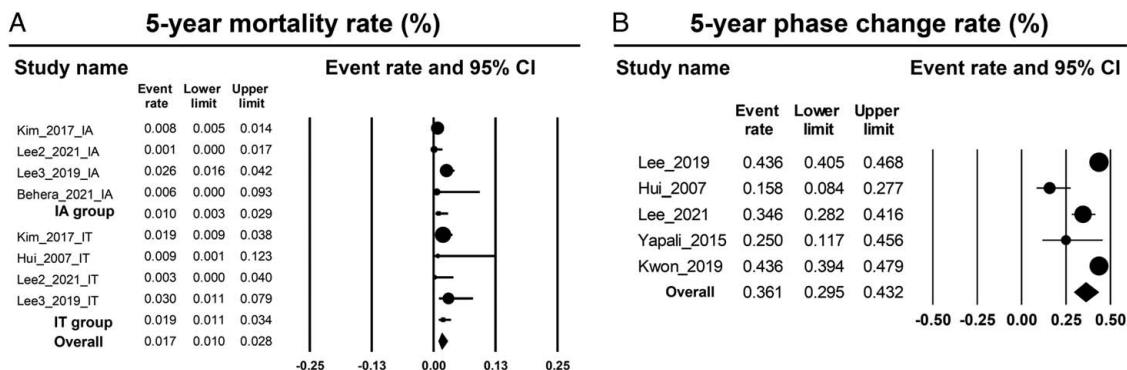 A
5-year mortality rate (%)
Study name
Event rate and 95% CI
Event rate
Lower limit
Upper limit
Kim_2017_IA 0.008 0.005 0.014
Lee2_2021_IA 0.001 0.000 0.017
Lee3_2019_IA 0.026 0.016 0.042
Behera_2021_IA 0.006 0.000 0.093
IA group 0.010 0.003 0.029
Kim_2017_IT 0.019 0.009 0.038
Hui_2007_IT 0.009 0.001 0.123
Lee2_2021_IT 0.003 0.000 0.040
Lee3_2019_IT 0.030 0.011 0.079
IT group 0.019 0.011 0.034
Overall 0.017 0.010 0.028
-0.25 -0.13 0.00 0.13 0.25
B
5-year phase change rate (%)
Study name
Event rate and 95% CI
Event rate
Lower limit
Upper limit
Lee_2019 0.436 0.405 0.468
Hui_2007 0.158 0.084 0.277
Lee_2021 0.346 0.282 0.416
Yapali_2015 0.250 0.117 0.456
Kwon_2019 0.436 0.394 0.479
Overall 0.361 0.295 0.432
-0.50 -0.25 0.00 0.25 0.50